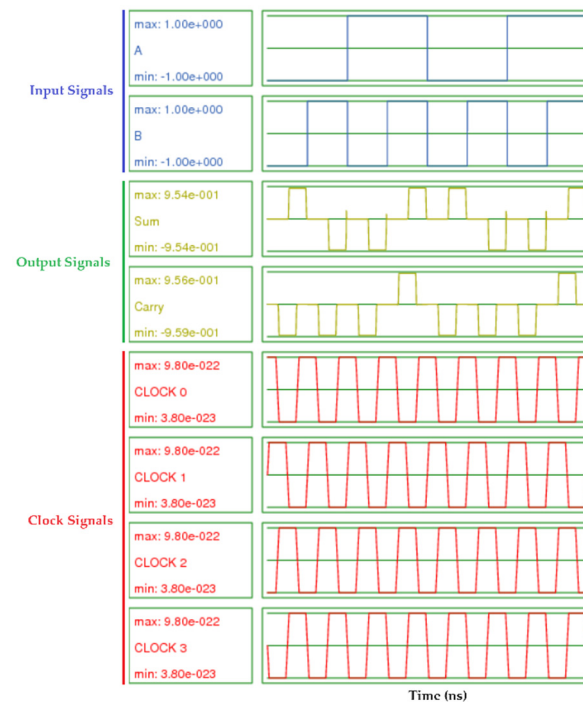 max: 1.00e+000
A
min: -1.00e+000
Input Signals
max: 1.00e+000
B
min: -1.00e+000
max: 9.54e-001
Sum
min: -9.54e-001
Output Signals
max: 9.56e-001
Carry
min: -9.59e-001
max: 9.80e-022
CLOCK 0
min: 3.80e-023
max: 9.80e-022
CLOCK 1
min: 3.80e-023
Clock Signals
max: 9.80e-022
CLOCK 2
min: 3.80e-023
max: 9.80e-022
CLOCK 3
min: 3.80e-023
Time (ns)